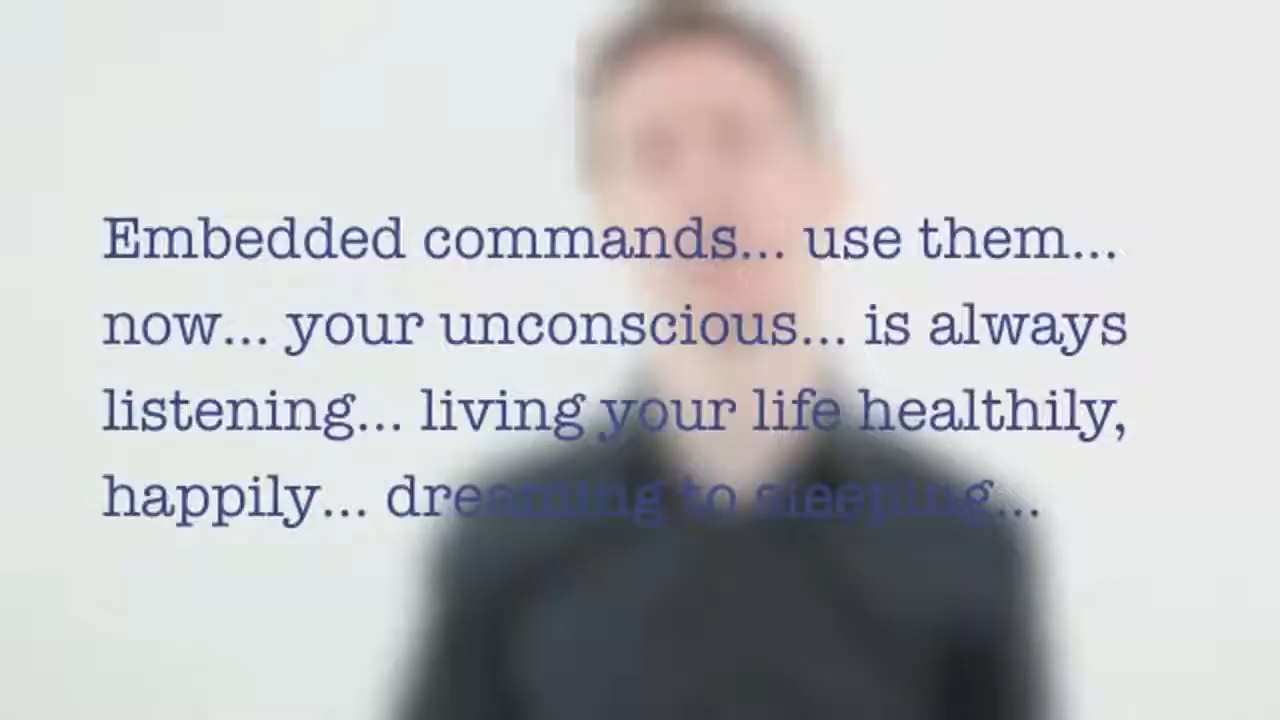 Embedded commands... use them...
now... your unconscious... is always
listening... living your life healthily,
happily... dreaming to sleeping...